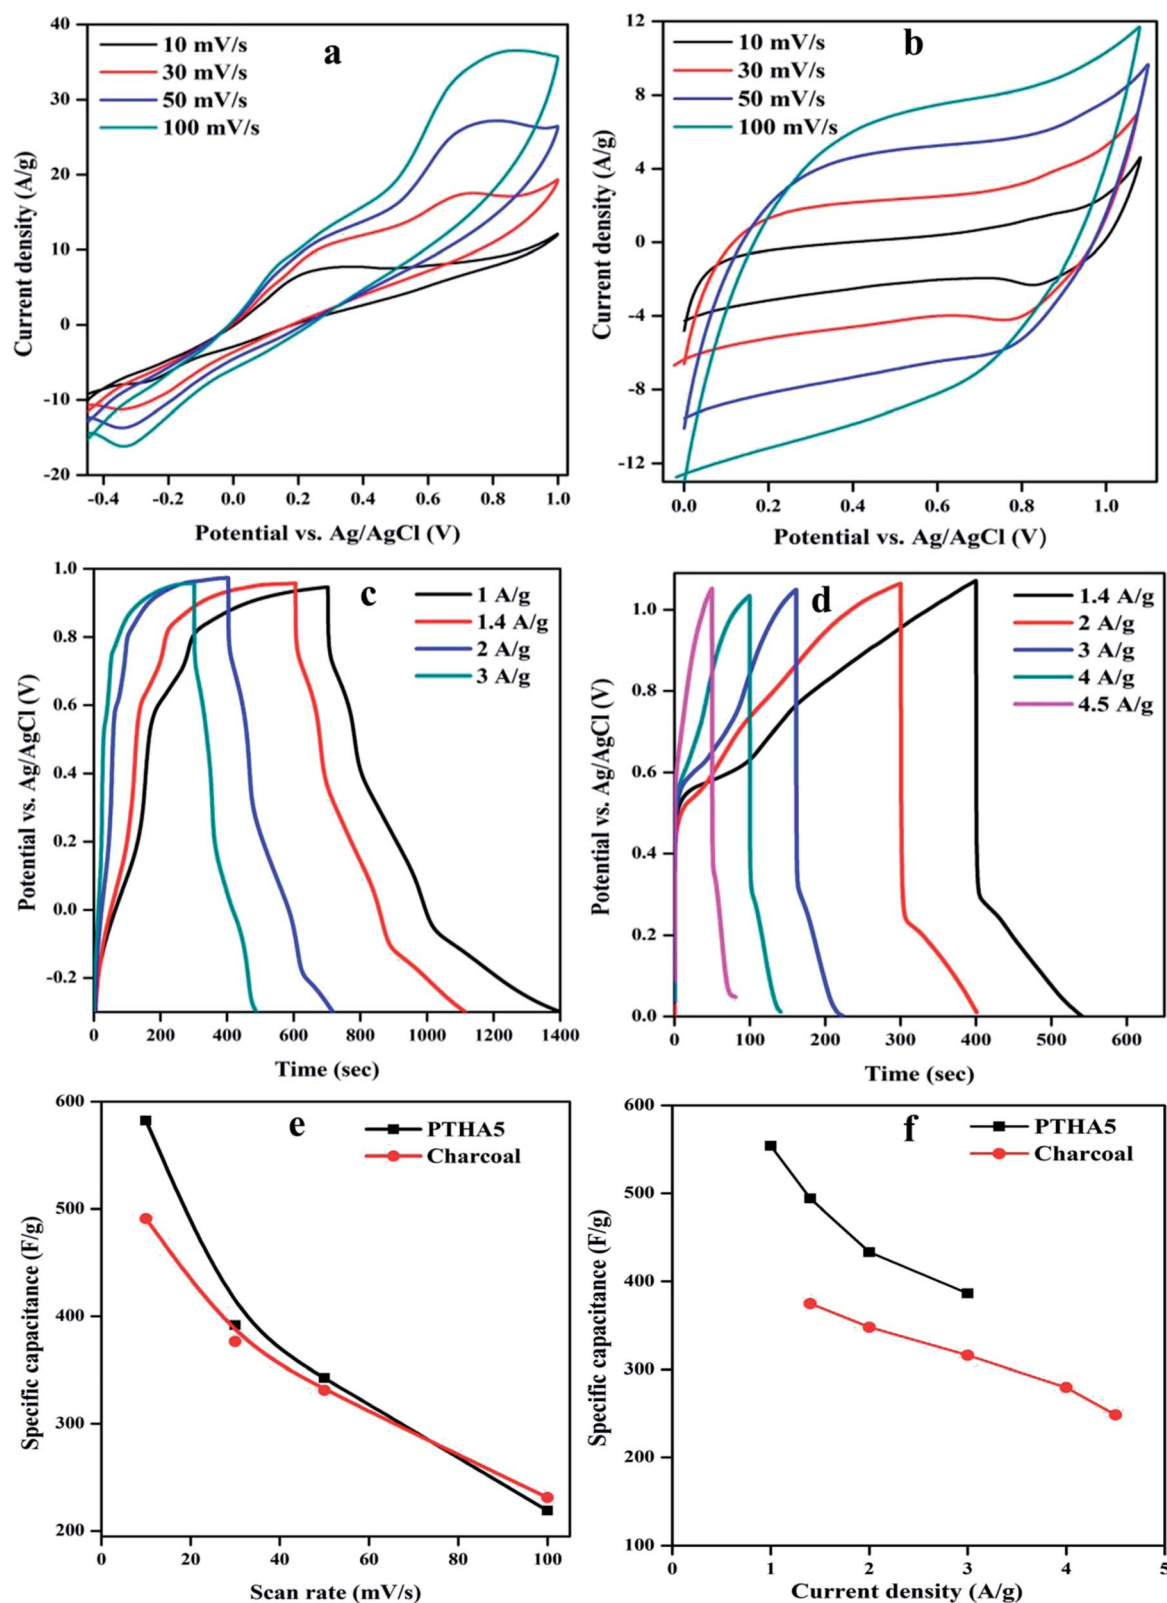 a
10 mV/s
30 mV/s
50 mV/s
100 mV/s
Current density (A/g)
40
30
20
10
0
-10
-20
-0.4
-0.2
0.0
0.2
0.4
0.6
0.8
1.0
Potential vs. Ag/AgCl (V)
b
10 mV/s
30 mV/s
50 mV/s
100 mV/s
Current density (A/g)
12
8
4
0
-4
-8
-12
0.0
0.2
0.4
0.6
0.8
1.0
Potential vs. Ag/AgCl (V)
c
1 A/g
1.4 A/g
2 A/g
3 A/g
Potential vs. Ag/AgCl (V)
1.0
0.8
0.6
0.4
0.2
0.0
-0.2
0
200
400
600
800
1000
1200
1400
Time (sec)
d
1.4 A/g
2 A/g
3 A/g
4 A/g
4.5 A/g
Potential vs. Ag/AgCl (V)
1.0
0.8
0.6
0.4
0.2
0.0
0
100
200
300
400
500
600
Time (sec)
e
PTHA5
Charcoal
Specific capacitance (F/g)
600
500
400
300
200
0
20
40
60
80
100
Scan rate (mV/s)
f
PTHA5
Charcoal
Specific capacitance (F/g)
600
500
400
300
200
100
0
1
2
3
4
5
Current density (A/g)